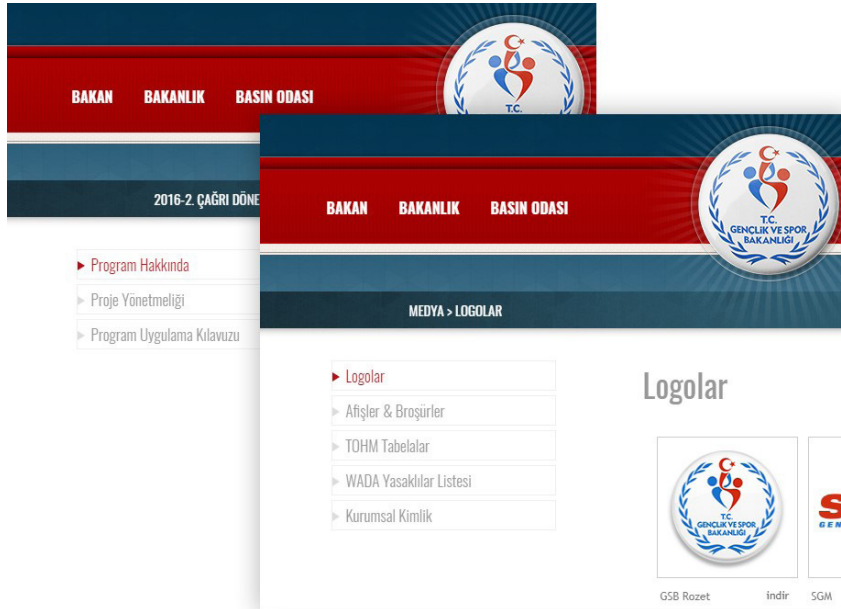 BAKAN BAKANLIK BASIN ODASI
T.C.
2016-2. ÇAĞRI
Program Hakkında
Proje Yönetmeliği
Program Uygulama Kılavuzu
BAKAN BAKANLIK BASIN ODASI
T.C.
GENÇLİK VE SPOR
BAKANLIĞI
MEDYA > LOGOLAR
Logolar
Afişler & Broşürler
TOHM Tabelalar
WADA Yasaklılar Listesi
Kurumsal Kimlik
Logolar
T.C.
GENÇLİK VE SPOR
BAKANLIĞI
GSB Rozet indir SGM